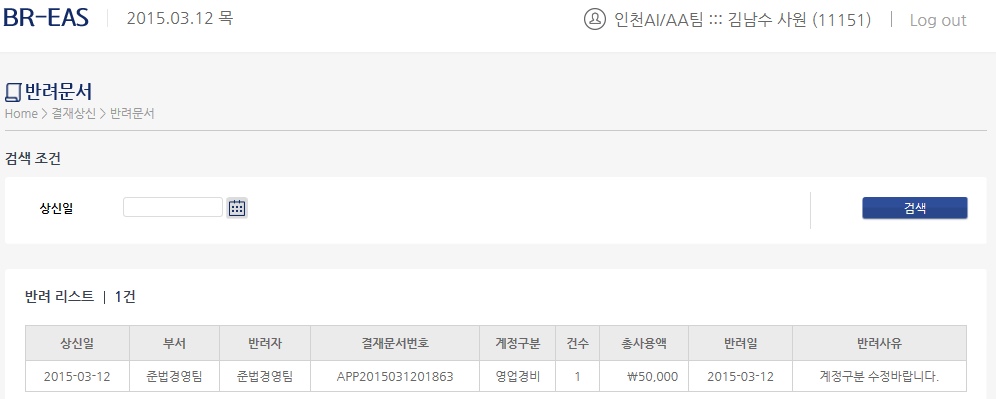 BR-EAS 2015.03.12 목 인천AI/AA팀 ::: 김남수 사원 (11151) Log out
반려문서
Home > 결재상신 > 반려문서
검색 조건
상신일 검색
반려 리스트 | 1건
상신일 부서 반려자 결재문서번호 계정구분 건수 총사용액 반려일 반려사유
2015-03-12 준법경영팀 준법경영팀 APP2015031201863 영업경비 1 ₩50,000 2015-03-12 계정구분 수정바랍니다.